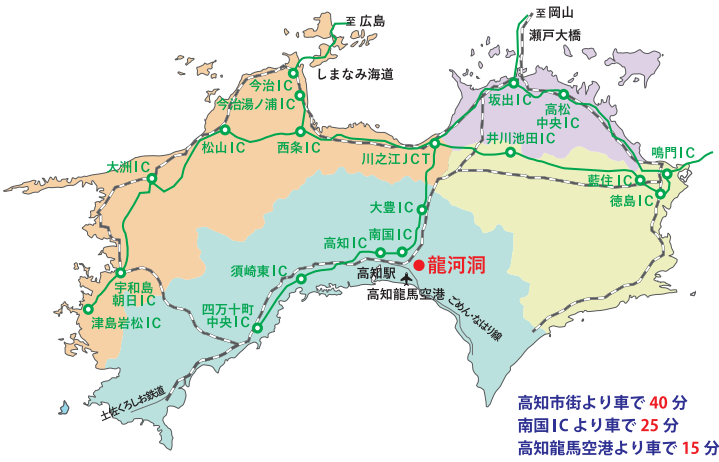 至 広島
至 岡山
瀬戸大橋
しまなみ海道
今治IC
今治湯ノ浦IC
坂出IC
高松
中央IC
松山IC
西条IC
川之江JCT
井川池田IC
鳴門IC
大洲IC
藍住IC
徳島IC
大豊IC
南国IC
高知IC
龍河洞
須崎東IC
高知駅
宇和島
朝日IC
高知龍馬空港
四万十町
中央IC
津島岩松IC
ごめん・なはり線
土佐くろしお鉄道
高知市街より車で 40 分
南国ICより車で 25 分
高知龍馬空港より車で 15 分